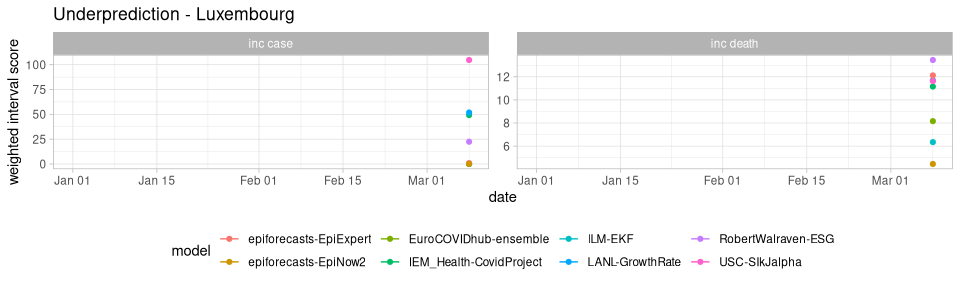 Underprediction - Luxembourg
weighted interval score
inc case
inc death
100
75
50
25
0
12
10
8
6
Jan 01
Jan 15
Feb 01
Feb 15
Mar 01
Jan 01
Jan 15
Feb 01
Feb 15
Mar 01
date
model
epiforecasts-EpiExpert
EuroCOVIDhub-ensemble
ILM-EKF
RobertWalraven-ESG
epiforecasts-EpiNow2
IEM_Health-CovidProject
LANL-GrowthRate
USC-SIkJalpha